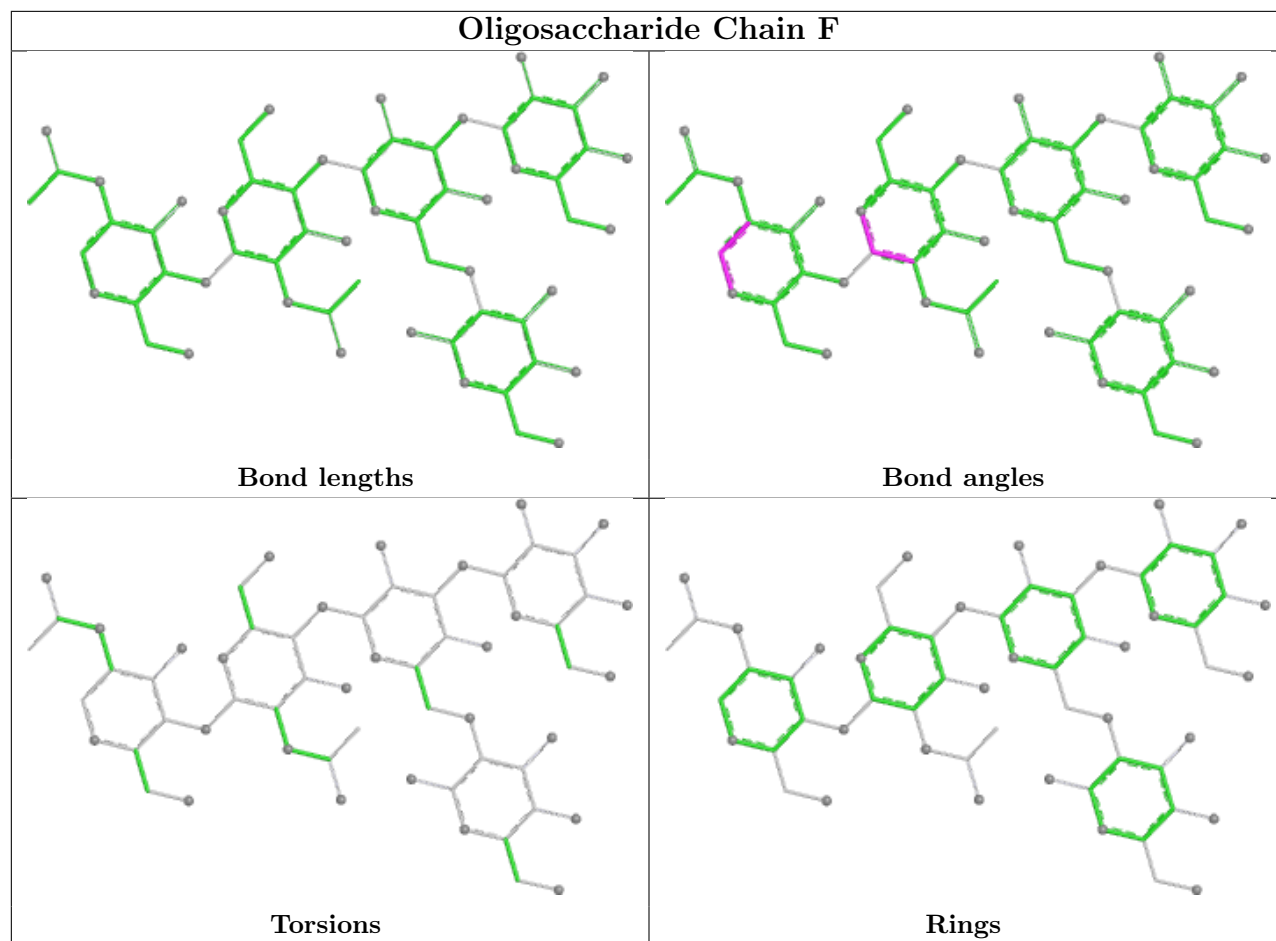 Oligosaccharide Chain F
Bond lengths
Bond angles
Torsions
Rings